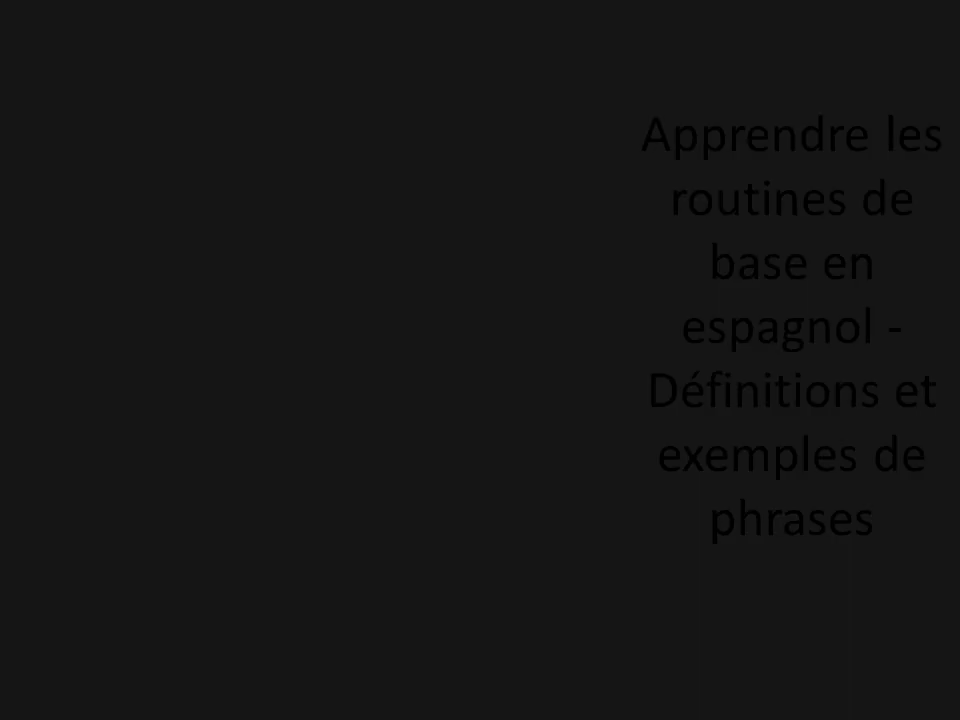 Apprendre les
routines de
base en
espagnol -
Définitions et
exemples de
phrases